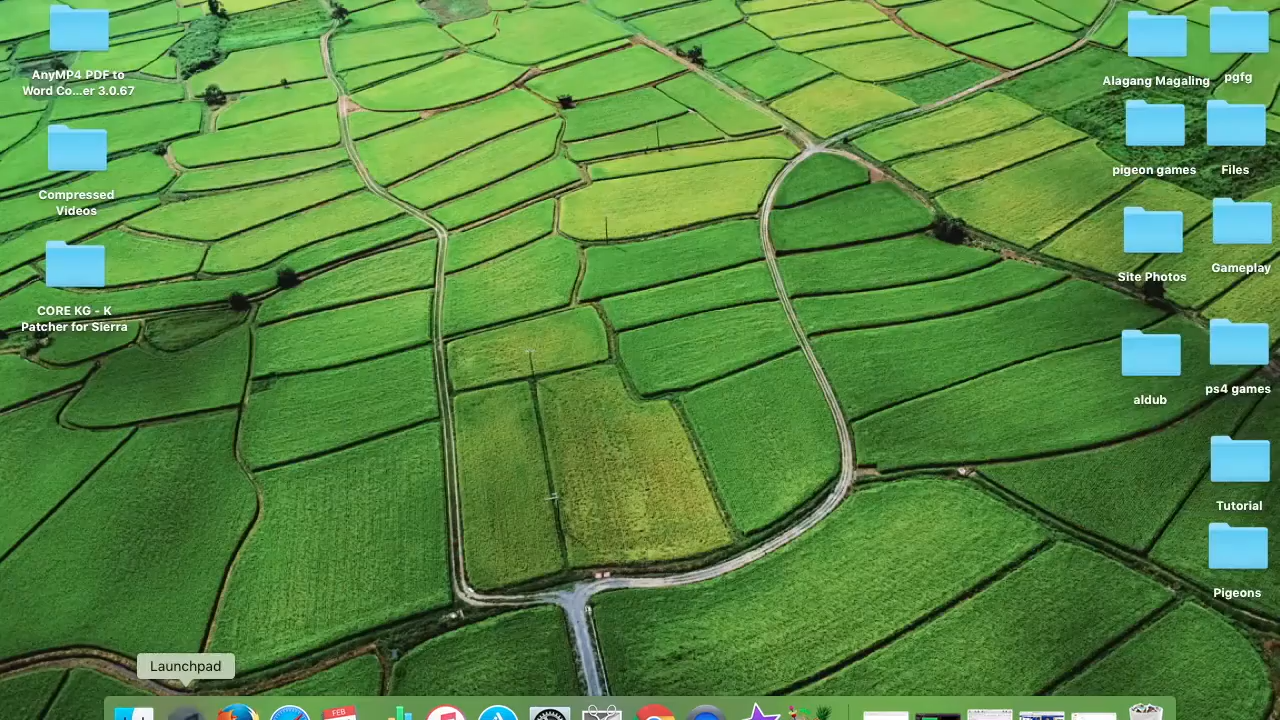 AnyMP4 PDF to
Word Co...er 3.0.67
Compressed
Videos
CORE KG - K
Patcher for Sierra
Alagang Magaling
pgfg
pigeon games
Files
Site Photos
Gameplay
aldub
ps4 games
Tutorial
Pigeons
Launchpad
FEB